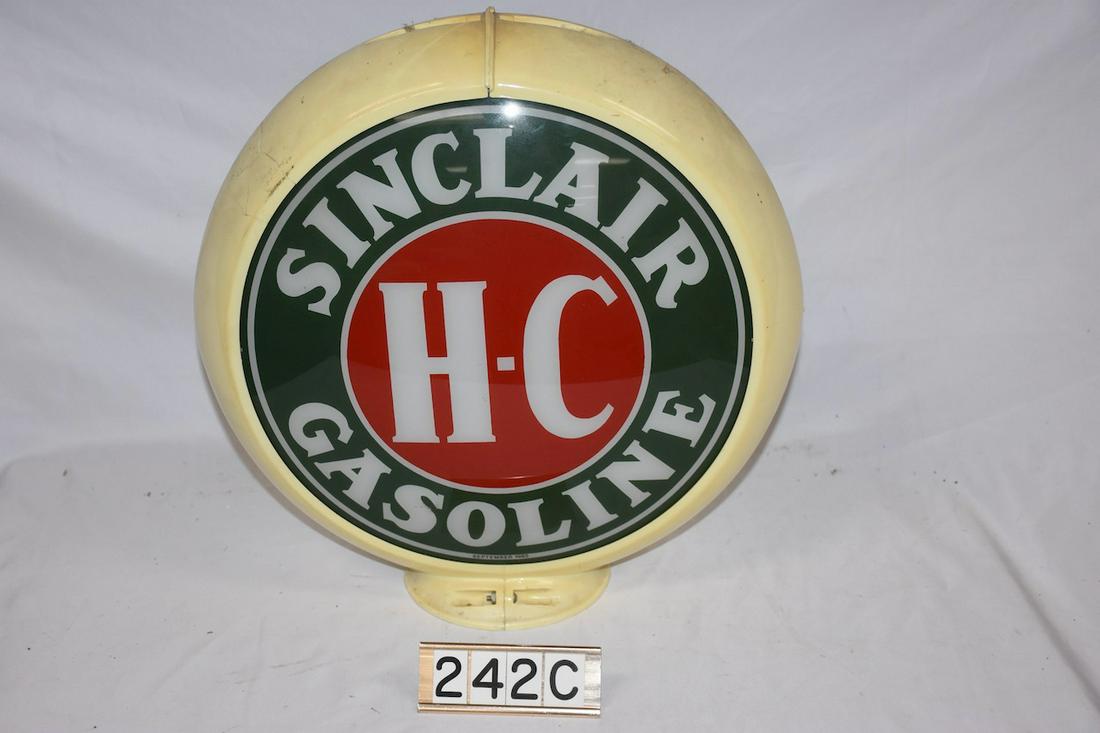 SINCLAIR
H-C
GASOLINE
242C